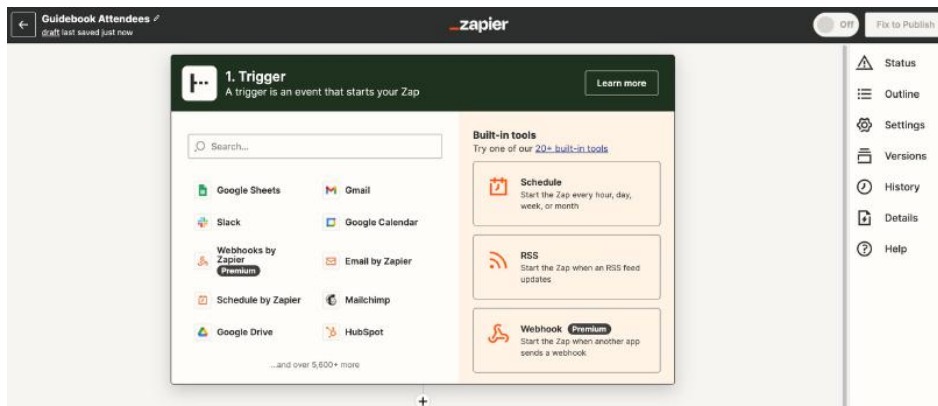 Guidebook Attendees
draft last saved just now
_zapier
Off
Fix to Publish
1. Trigger
A trigger is an event that starts your Zap
Learn more
Search...
Google Sheets
Gmail
Slack
Google Calendar
Webhooks by
Zapier
Premium
Email by Zapier
Schedule by Zapier
Mailchimp
Google Drive
HubSpot
...and over 5,600+ more
Built-in tools
Try one of our 20+ built-in tools
Schedule
Start the Zap every hour, day,
week, or month
RSS
Start the Zap when an RSS feed
updates
Webhook Premium
Start the Zap when another app
sends a webhook
Status
Outline
Settings
Versions
History
Details
Help